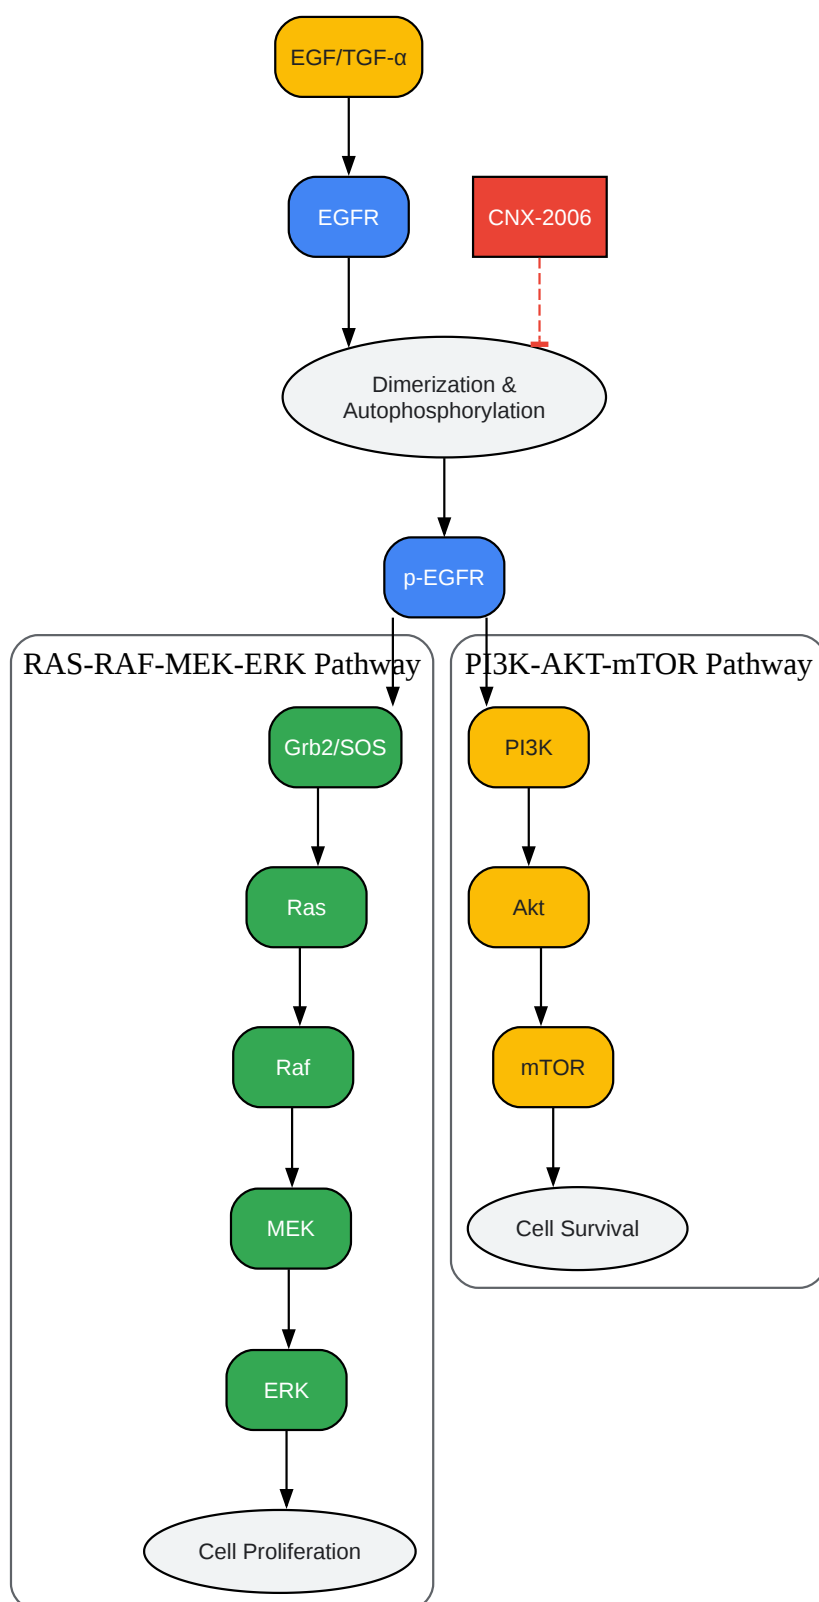 EGF/TGF-α
EGFR
CNX-2006
Dimerization &
Autophosphorylation
p-EGFR
RAS-RAF-MEK-ERK Pathway
PI3K-AKT-mTOR Pathway
Grb2/SOS
PI3K
Ras
Akt
Raf
mTOR
MEK
Cell Survival
ERK
Cell Proliferation